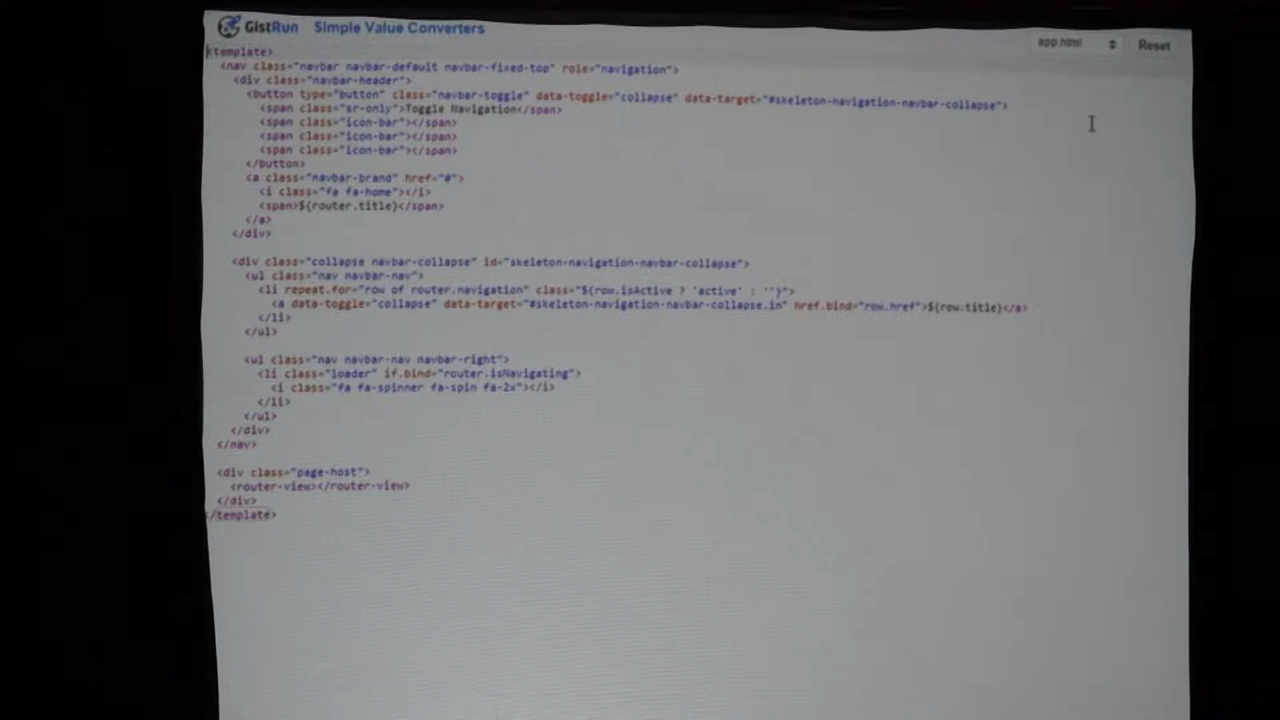 GistRun Simple Value Converters
app.html Reset
<template>
<nav class="navbar navbar-default navbar-fixed-top" role="navigation">
<div class="navbar-header">
<button type="button" class="navbar-toggle" data-toggle="collapse" data-target="#skeleton-navigation-navbar-collapse">
<span class="sr-only">Toggle Navigation</span>
<span class="icon-bar"></span>
<span class="icon-bar"></span>
<span class="icon-bar"></span>
</button>
<a class="navbar-brand" href="#">
<i class="fa fa-home"></i>
<span>${router.title}</span>
</a>
</div>
<div class="collapse navbar-collapse" id="skeleton-navigation-navbar-collapse">
<ul class="nav navbar-nav">
<li repeat.for="row of router.navigation" class="${row.isActive ? 'active' : ''}">
<a data-toggle="collapse" data-target="#skeleton-navigation-navbar-collapse.in" href.bind="row.href">${row.title}</a>
</li>
</ul>
<ul class="nav navbar-nav navbar-right">
<li class="loader" if.bind="router.isNavigating">
<i class="fa fa-spinner fa-spin fa-2x"></i>
</li>
</ul>
</div>
</nav>
<div class="page-host">
<router-view></router-view>
</div>
</template>